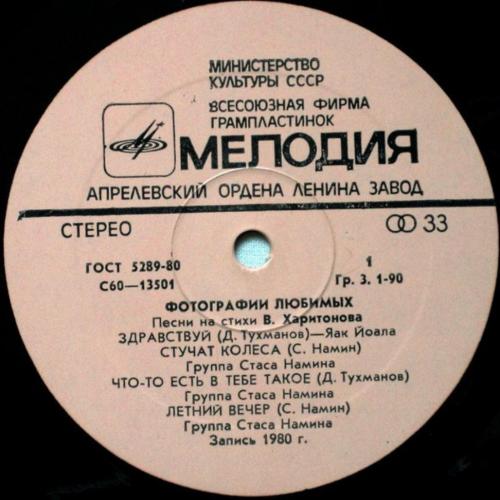 МИНИСТЕРСТВО
КУЛЬТУРЫ СССР
ВСЕСОЮЗНАЯ ФИРМА
ГРАМПЛАСТИНОК
МЕЛОДИЯ
АПРЕЛЕВСКИЙ ОРДЕНА ЛЕНИНА ЗАВОД
СТЕРЕО 33
ГОСТ 5289-80 1
С60—13501 Гр. 3. 1-90
ФОТОГРАФИИ ЛЮБИМЫХ
Песни на стихи В. Харитонова
ЗДРАВСТВУЙ (Д. Тухманов)—Яак Йоала
СТУЧАТ КОЛЕСА (С. Намин)
Группа Стаса Намина
ЧТО-ТО ЕСТЬ В ТЕБЕ ТАКОЕ (Д. Тухманов)
Группа Стаса Намина
ЛЕТНИЙ ВЕЧЕР (С. Намин)
Группа Стаса Намина
Запись 1980 г.